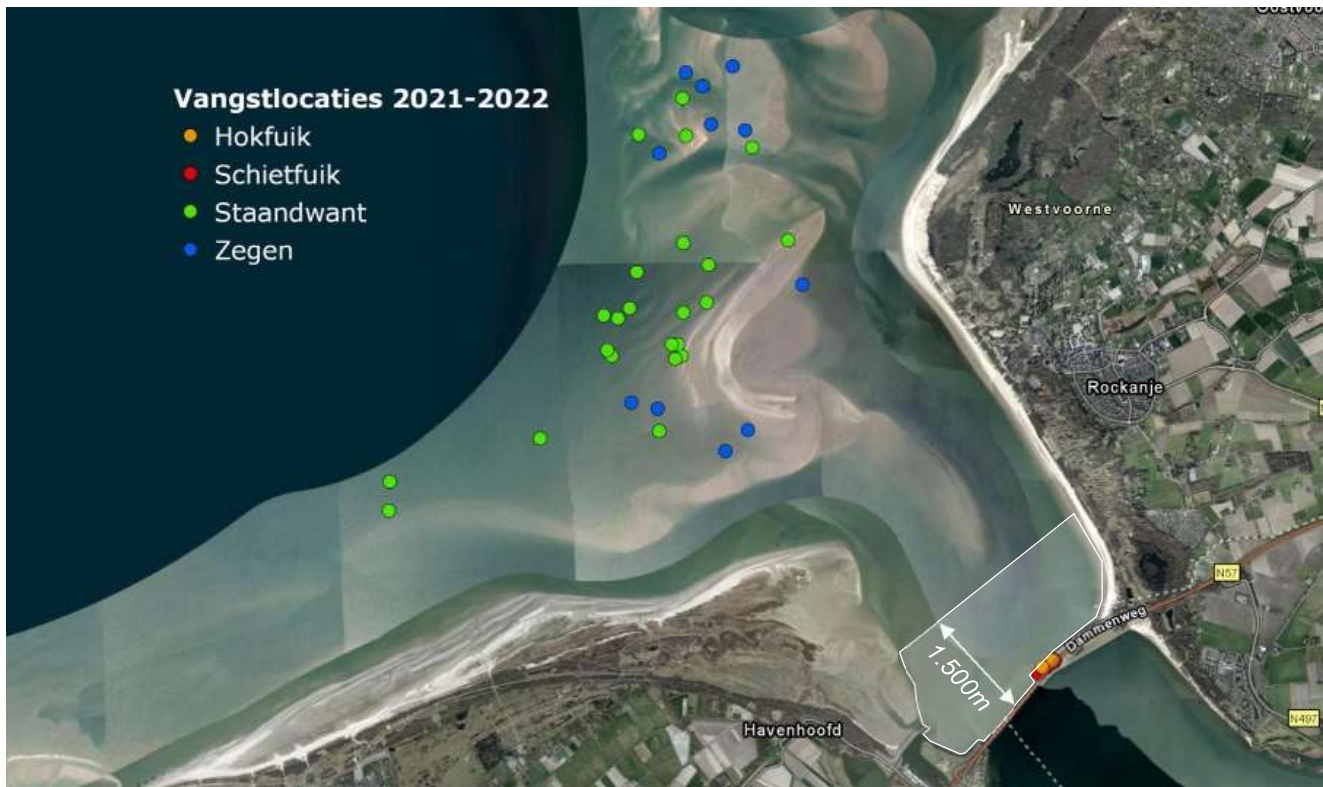 Vangstlocaties 2021-2022
Hokfuik
Schietfuik
Staandwant
Zegen
Westvoorne
Rockanje
N57
Dammenweg
1.500m
Havenhoofd
N497